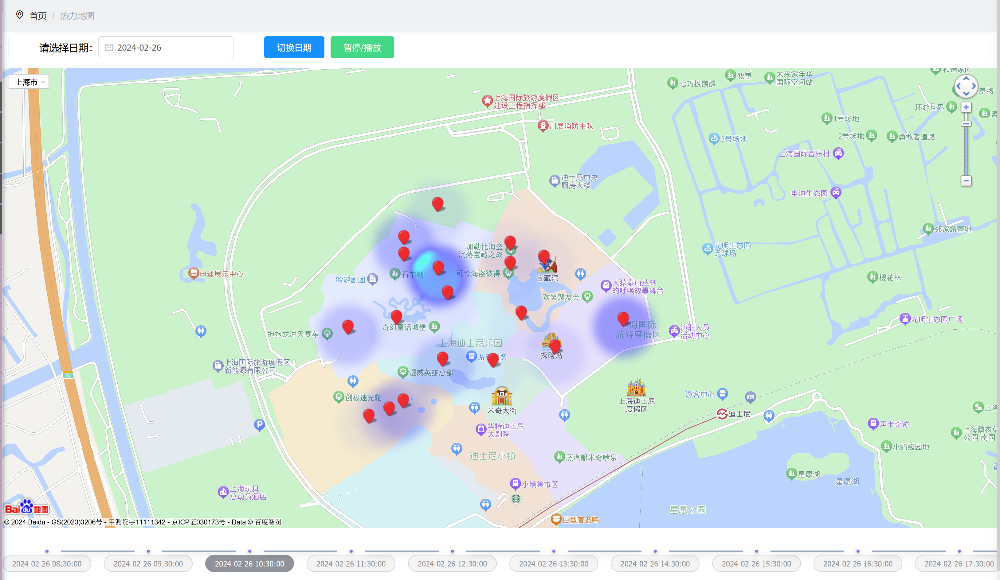 首页 / 热力地图
请选择日期：
2024-02-26
切换日期
暂停/播放
上海市
和谐家园
牧童
未来家年华
国际空间站
七巧板鹦鹉
景物
上海国际旅游度假区
建设工程指挥部
环游世界
1号场地
川展消防中队
2号场地
勇敢者道路
3号场地
上海国际音乐村
迪士尼中央
厨房大楼
申迪生态园
邻家露营地
加勒比海盗
沉落宝藏之战
光明生态园
足球场
申迪展示中心
石中剑
可怜海盗彼得
吟游剧团
宝藏湾
樱花林
人猿泰山丛林
的呼唤故事舞台
欢笑聚友会
光明生态园广场
奇幻童话城堡
抱抱龙冲天赛车
上海国际
旅游度假区
演职人员
活动中心
上海迪士尼乐园
探险岛
游客服务
上海国际旅游度假区
新能源有限公司
S2
漫威英雄总部
创极速光轮
游客中心
ATM
上海迪士尼
度假区
米奇大街
迪士尼
上海
P
华特迪士尼
大剧院
声卡奇迹
上海薰衣草
公园-南园
小蜻蜓园地
迪士尼小镇
蒸汽船米奇喷泉
星愿湖
星愿湖
小镇集市区
上海玩具
总动员酒店
星愿公园
巨型唐老鸭
Bai du 地图
© 2024 Baidu - GS(2023)3206号 - 甲测资字11111342 - 京ICP证030173号 - Data © 百度智图
2024-02-26 08:30:00
2024-02-26 09:30:00
2024-02-26 10:30:00
2024-02-26 11:30:00
2024-02-26 12:30:00
2024-02-26 13:30:00
2024-02-26 14:30:00
2024-02-26 15:30:00
2024-02-26 16:30:00
2024-02-26 17:30:00